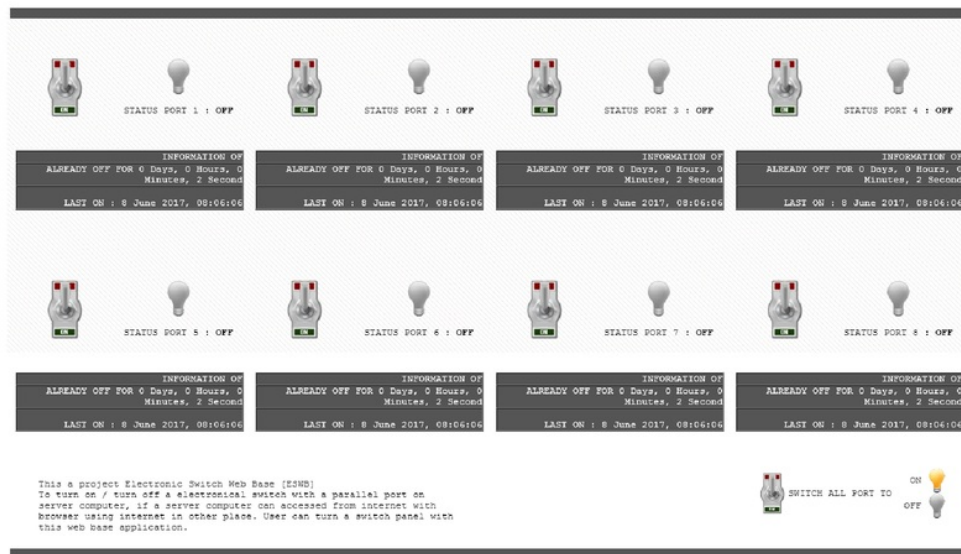 STATUS PORT 1 : OFF
STATUS PORT 2 : OFF
STATUS PORT 3 : OFF
STATUS PORT 4 : OFF
INFORMATION OF
ALREADY OFF FOR 0 Days, 0 Hours, 0
Minutes, 2 Second
LAST ON : 8 June 2017, 08:06:06
INFORMATION OF
ALREADY OFF FOR 0 Days, 0 Hours, 0
Minutes, 2 Second
LAST ON : 8 June 2017, 08:06:06
INFORMATION OF
ALREADY OFF FOR 0 Days, 0 Hours, 0
Minutes, 2 Second
LAST ON : 8 June 2017, 08:06:06
INFORMATION OF
ALREADY OFF FOR 0 Days, 0 Hours, 0
Minutes, 2 Second
LAST ON : 8 June 2017, 08:06:06
STATUS PORT 5 : OFF
STATUS PORT 6 : OFF
STATUS PORT 7 : OFF
STATUS PORT 8 : OFF
INFORMATION OF
ALREADY OFF FOR 0 Days, 0 Hours, 0
Minutes, 2 Second
LAST ON : 8 June 2017, 08:06:06
INFORMATION OF
ALREADY OFF FOR 0 Days, 0 Hours, 0
Minutes, 2 Second
LAST ON : 8 June 2017, 08:06:06
INFORMATION OF
ALREADY OFF FOR 0 Days, 0 Hours, 0
Minutes, 2 Second
LAST ON : 8 June 2017, 08:06:06
INFORMATION OF
ALREADY OFF FOR 0 Days, 0 Hours, 0
Minutes, 2 Second
LAST ON : 8 June 2017, 08:06:06
This a project Electronic Switch Web Base [ESWB]
To turn on / turn off a electronical switch with a parallel port on
server computer, if a server computer can accessed from internet with
browser using internet in other place. User can turn a switch panel with
this web base application.
SWITCH ALL PORT TO
ON
OFF